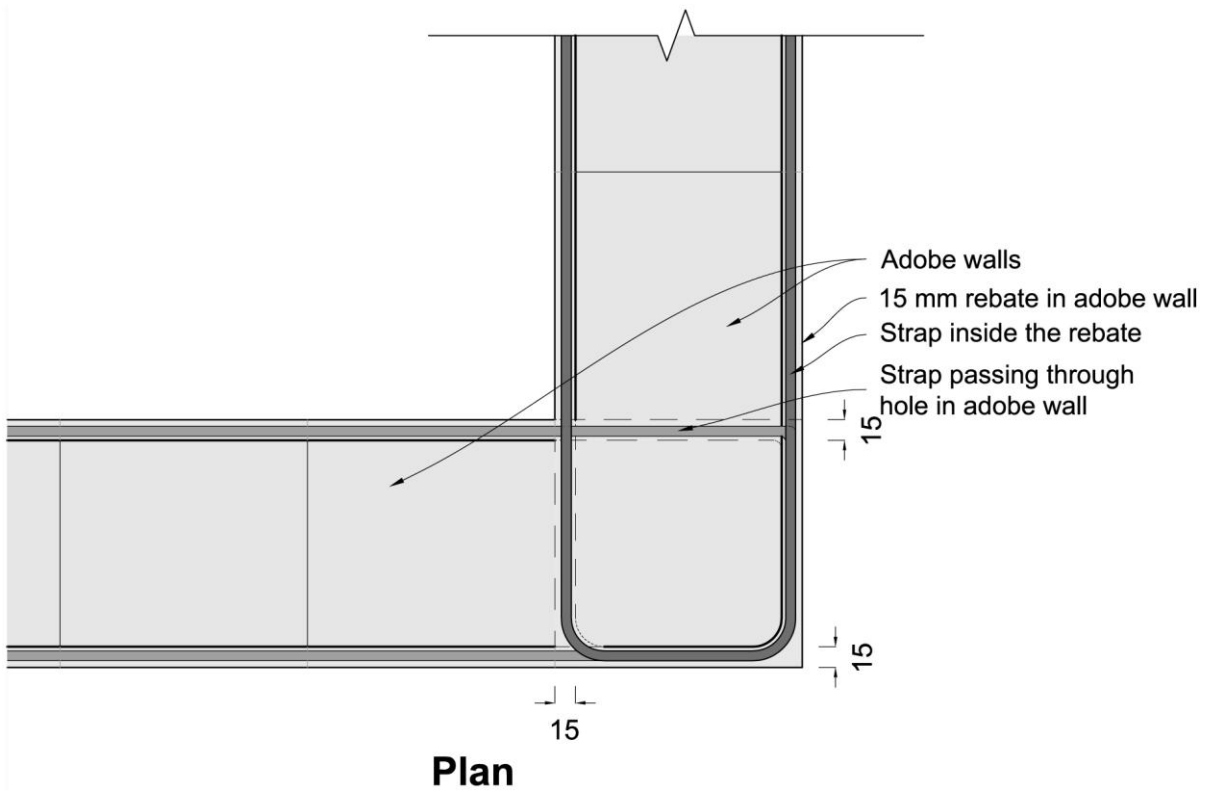 Adobe walls
15 mm rebate in adobe wall
Strap inside the rebate
Strap passing through
hole in adobe wall
15
15
15
Plan